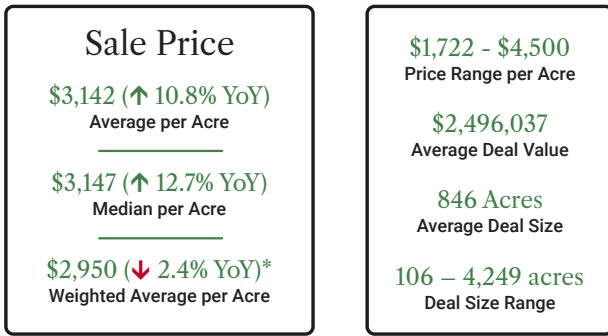 Sale Price
$3,142 (↑ 10.8% YoY)
Average per Acre
$3,147 (↑ 12.7% YoY)
Median per Acre
$2,950 (↓ 2.4% YoY)*
Weighted Average per Acre
$1,722 - $4,500
Price Range per Acre
$2,496,037
Average Deal Value
846 Acres
Average Deal Size
106 – 4,249 acres
Deal Size Range